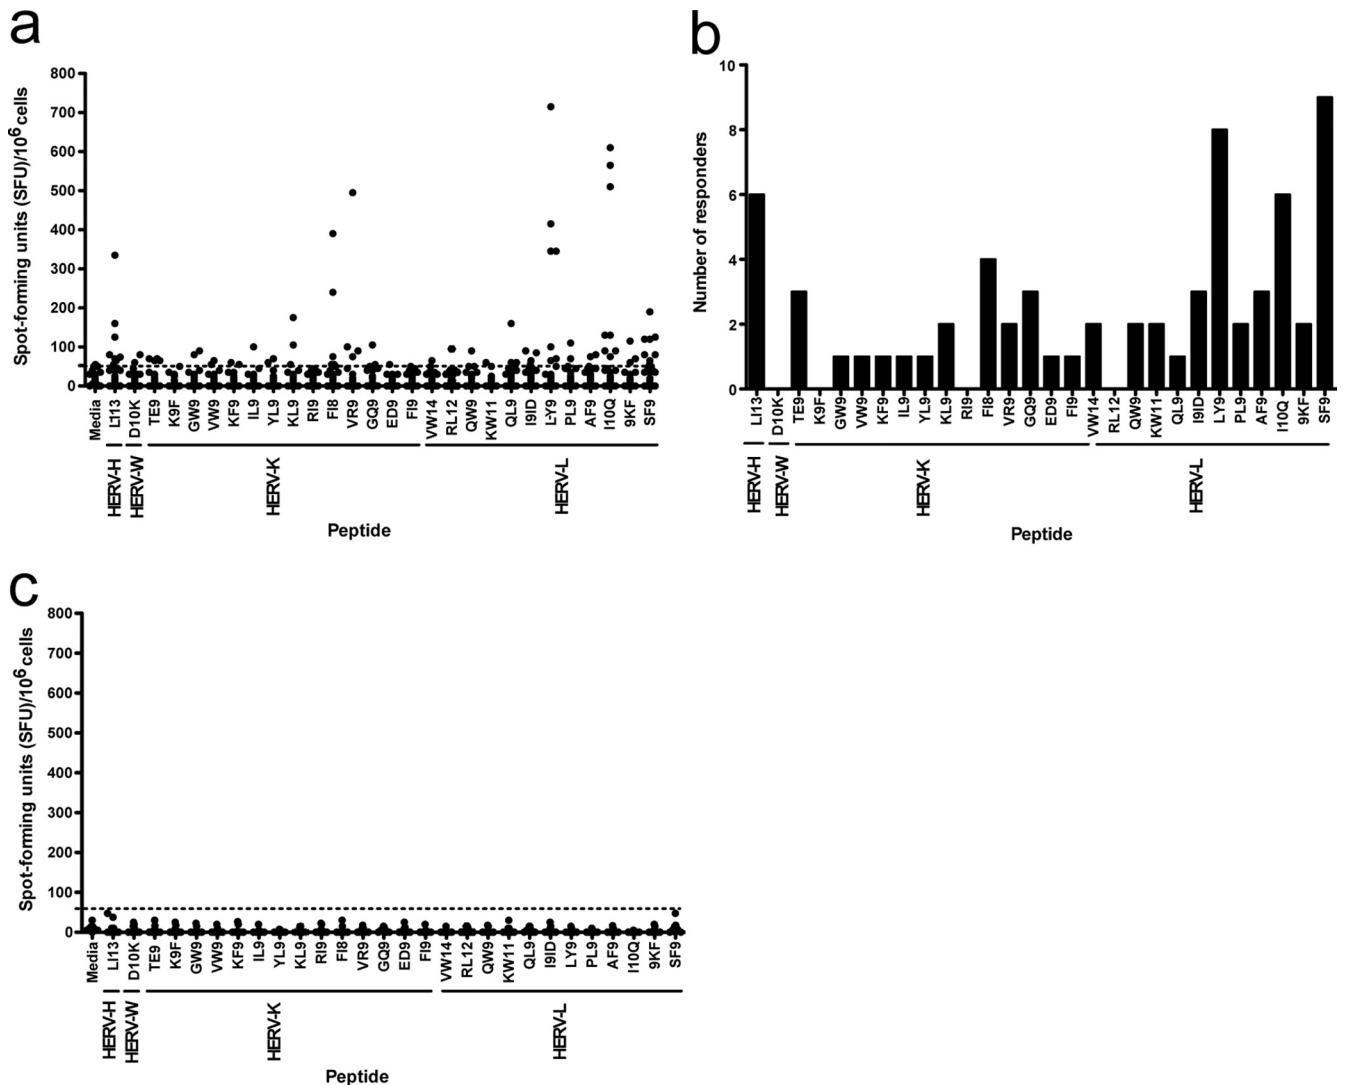 a
800
700
600
500
400
300
200
100
0
Spot-forming units (SFU)/10⁶ cells
Media
LI13
D10K
TE9
K9F
GW9
VW9
KF9
IL9
YL9
KL9
RI9
FI8
VR9
GQ9
ED9
FI9
VW14
RL12
QW9
KW11
QL9
I9ID
LY9
PL9
AF9
I10Q
9KF
SF9
HERV-H
HERV-W
HERV-K
HERV-L
Peptide
b
10
8
6
4
2
0
Number of responders
LI13
D10K
TE9
K9F
GW9
VW9
KF9
IL9
YL9
KL9
RI9
FI8
VR9
GQ9
ED9
FI9
VW14
RL12
QW9
KW11
QL9
I9ID
LY9
PL9
AF9
I10Q
9KF
SF9
HERV-H
HERV-W
HERV-K
HERV-L
Peptide
c
800
700
600
500
400
300
200
100
0
Spot-forming units (SFU)/10⁶ cells
Media
LI13
D10K
TE9
K9F
GW9
VW9
KF9
IL9
YL9
KL9
RI9
FI8
VR9
GQ9
ED9
FI9
VW14
RL12
QW9
KW11
QL9
I9ID
LY9
PL9
AF9
I10Q
9KF
SF9
HERV-H
HERV-W
HERV-K
HERV-L
Peptide